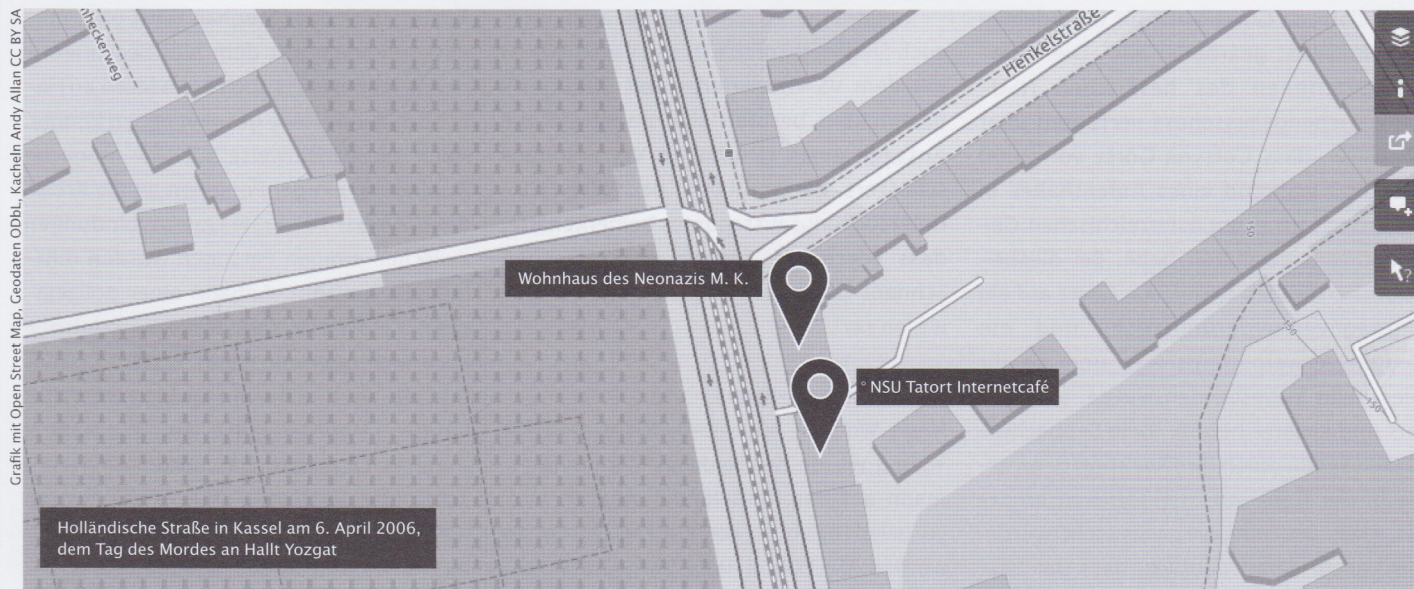 Grafik mit Open Street Map, Geodaten ODbL, Kacheln Andy Allan CC BY SA
nheckerweg
Henkelstraße
Wohnhaus des Neonazis M. K.
° NSU Tatort Internetcafé
150
150
150
Holländische Straße in Kassel am 6. April 2006,
dem Tag des Mordes an Hallt Yozgat
?